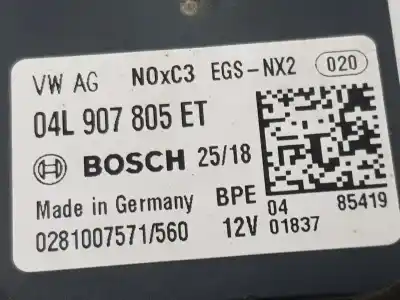 VW AG NOxC3 EGS-NX2 020
04L 907 805 ET
BOSCH 25/18
Made in Germany BPE 04 85419
0281007571/560 12V 01837